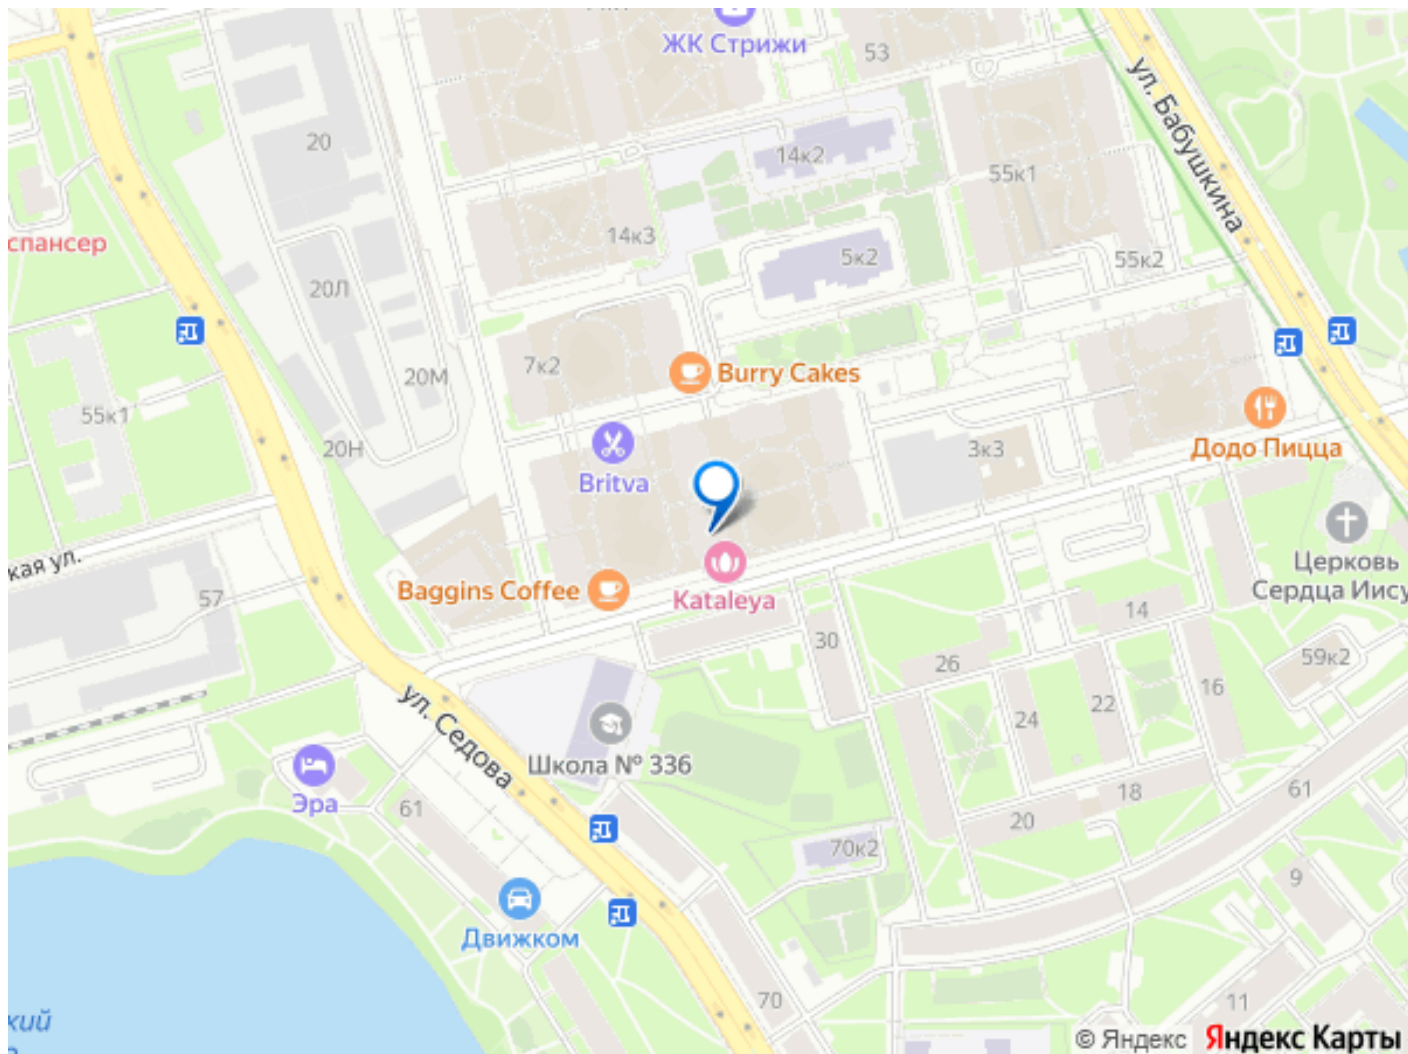 ЖК Стрижи
53
ул. Бабушкина
20
14к2
55к1
14к3
5к2
55к2
спансер
20Л
7к2
20М
Burry Cakes
55к1
20Н
Britva
3к3
Додо Пицца
кая ул.
57
Baggins Coffee
Kataleya
Церковь
Сердца Иису
14
30
26
59к2
16
22
24
ул. Седова
Школа № 336
Эра
61
18
61
20
70к2
9
Движком
70
11
кий
© Яндекс
Яндекс Карты